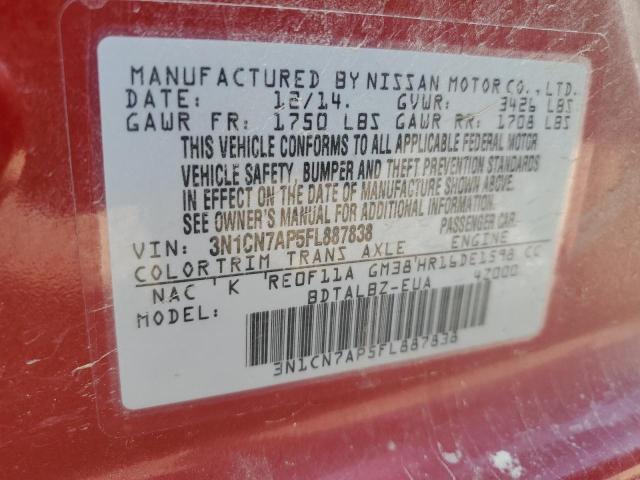 MANUFACTURED BY NISSAN MOTOR CO., LTD.
DATE: 12/14. GVWR: 3426 LBS
GAWR FR: 1750 LBS GAWR RR: 1708 LBS
THIS VEHICLE CONFORMS TO ALL APPLICABLE FEDERAL MOTOR
VEHICLE SAFETY, BUMPER AND THEFT PREVENTION STANDARDS
IN EFFECT ON THE DATE OF MANUFACTURE SHOWN ABOVE.
SEE OWNER'S MANUAL FOR ADDITIONAL INFORMATION.
VIN: 3N1CN7AP5FL887838 PASSENGER CAR
COLOR TRIM TRANS AXLE ENGINE
NAC 'K 'RE0F11A GM38'HR16DE1598 CC
BDTALBZ-EUA 42000
MODEL:
3N1CN7AP5FL887838